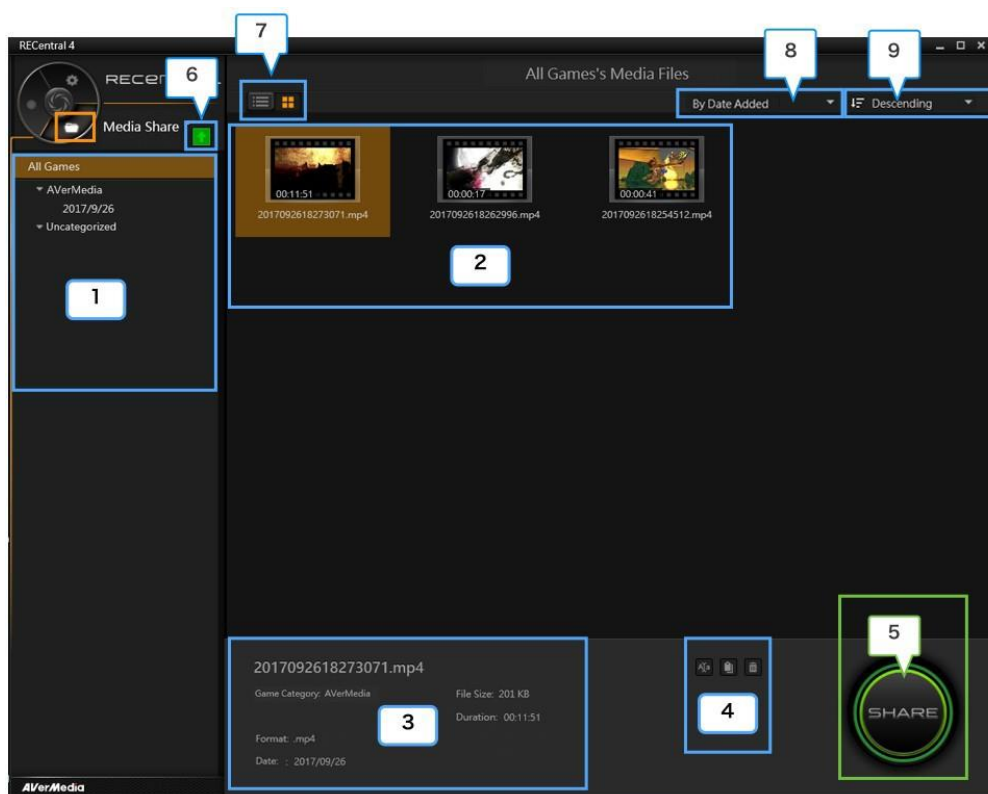 RECentral 4
7
8
9
6
All Games's Media Files
By Date Added
Descending
Media Share
All Games
AVerMedia
2017/9/26
Uncategorized
1
00:11:51
00:00:17
00:00:41
2017092618273071.mp4
2017092618262996.mp4
2017092618254512.mp4
2
5
SHARE
2017092618273071.mp4
Game Category: AVerMedia
File Size: 201 KB
Duration: 00:11:51
3
Format: .mp4
Date: : 2017/09/26
4
AVerMedia